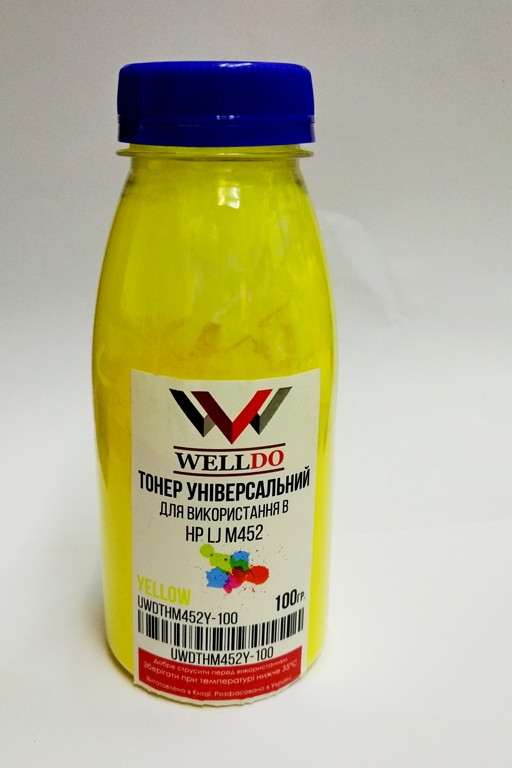 WELLDO
ТОНЕР УНІВЕРСАЛЬНИЙ
ДЛЯ ВИКОРИСТАННЯ В
HP LJ M452
YELLOW
100ГР.
UWDTHM452Y-100
UWDTHM452Y-100
Добре струсити перед використанням
Зберігати при температурі нижче 35°C
Виготовлено в Китаї. Розфасовано в Україні